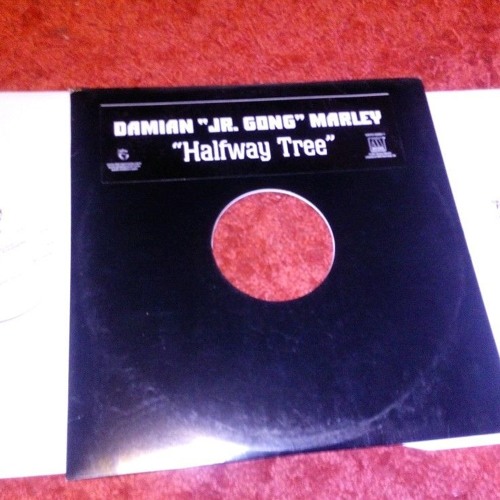 DAMIAN "JR. GONG" MARLEY
"Halfway Tree"